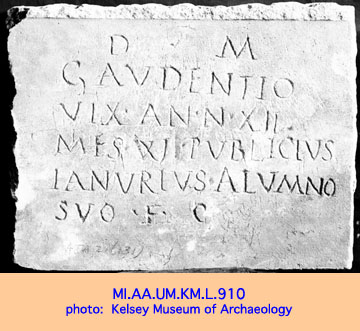 D · M
GAVDENTIO
VIX · AN·N · XII
MES · XI · PVBLICIVS
IANVRIVS · ALVMNO
SVO · F · C
MI.AA.UM.KM.L.910
photo: Kelsey Museum of Archaeology